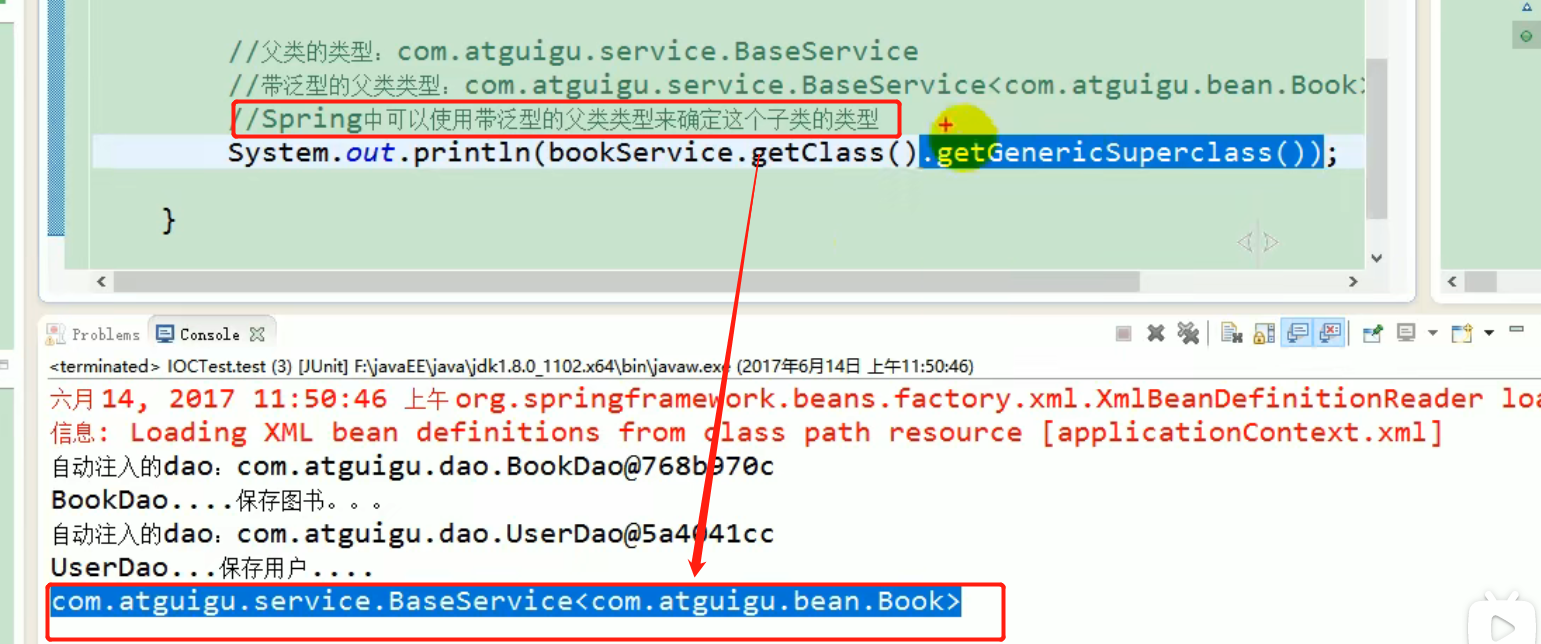 //父类的类型：com.atguigu.service.BaseService
//带泛型的父类类型：com.atguigu.service.BaseService<com.atguigu.bean.Book>
//Spring中可以使用带泛型的父类类型来确定这个子类的类型
System.out.println(bookService.getClass().getGenericSuperclass());
}
Problems Console
<terminated> IOCTest.test (3) [JUnit] F:\javaEE\java\jdk1.8.0_1102.x64\bin\javaw.exe (2017年6月14日 上午11:50:46)
六月 14, 2017 11:50:46 上午 org.springframework.beans.factory.xml.XmlBeanDefinitionReader loa
信息: Loading XML bean definitions from class path resource [applicationContext.xml]
自动注入的dao：com.atguigu.dao.BookDao@768b970c
BookDao....保存图书。。。
自动注入的dao：com.atguigu.dao.UserDao@5a4041cc
UserDao...保存用户....
com.atguigu.service.BaseService<com.atguigu.bean.Book>